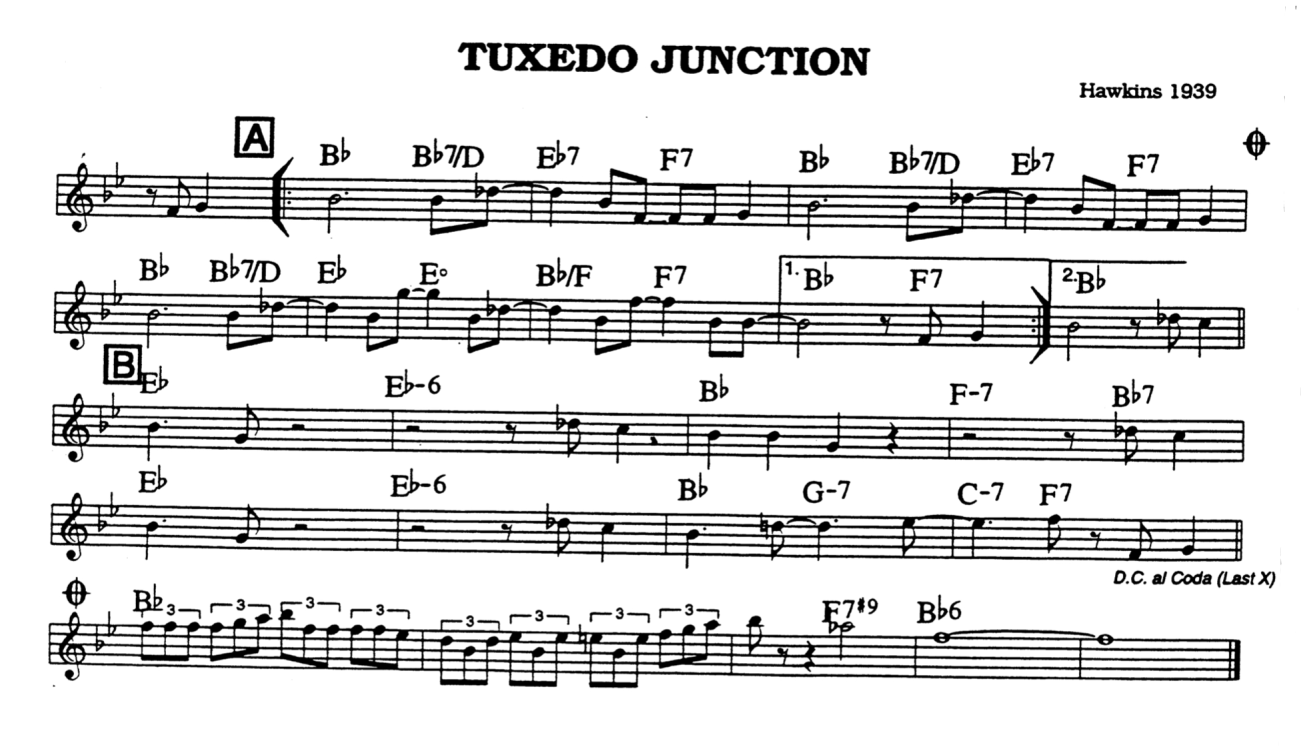 TUXEDO JUNCTION
Hawkins 1939
A
B♭ B♭7/D E♭7 F7 B♭ B♭7/D E♭7 F7
B♭ B♭7/D E♭ E° B♭/F F7 1. B♭ F7 2. B♭
B
E♭ E♭-6 B♭ F-7 B♭7
E♭ E♭-6 B♭ G-7 C-7 F7
D.C. al Coda (Last X)
B♭ F7#9 B♭6
3 3 3 3 3 3 3 3